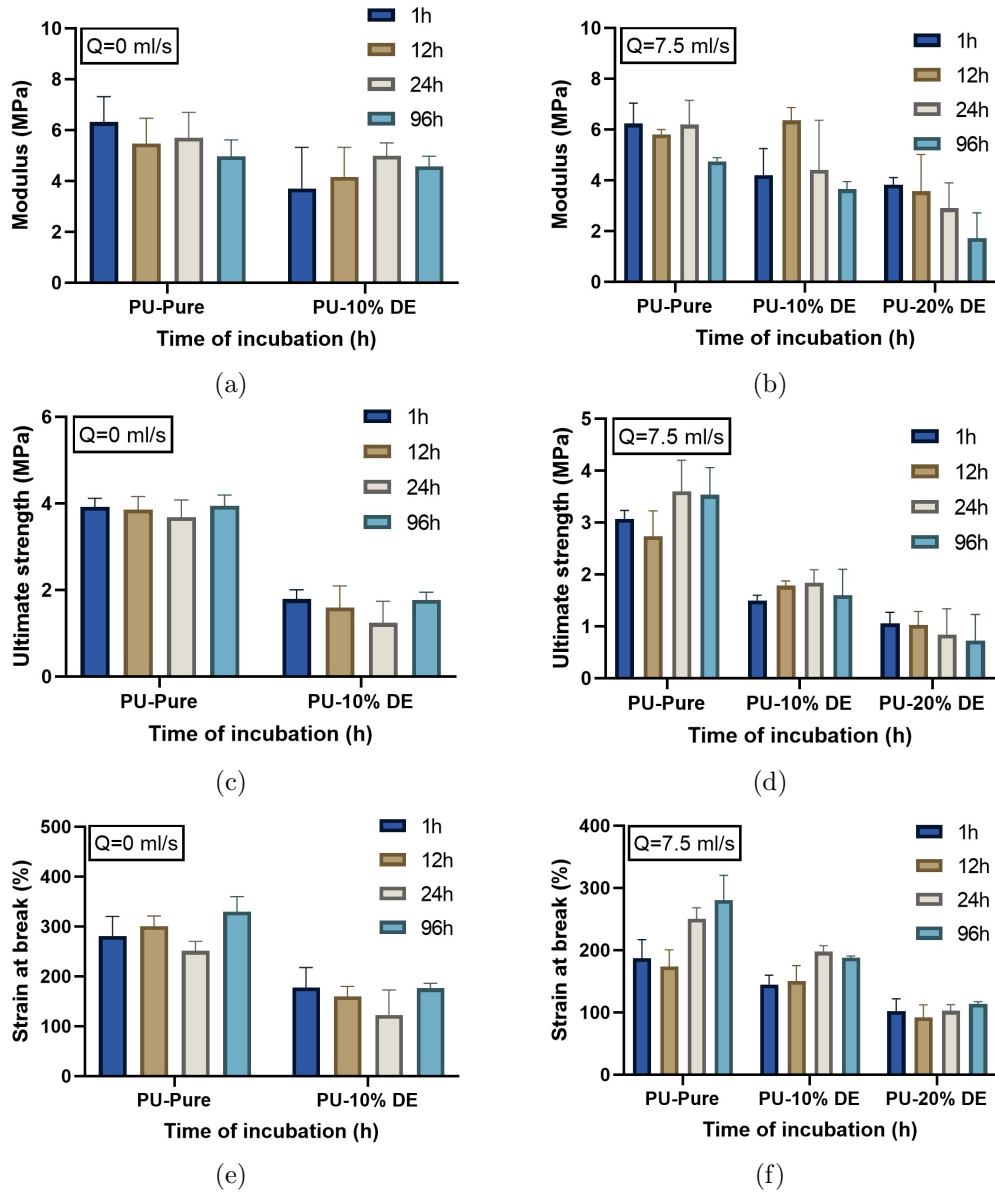 Q=0 ml/s
1h
12h
24h
96h
Modulus (MPa)
10
8
6
4
2
0
PU-Pure PU-10% DE
Time of incubation (h)
(a)
Q=7.5 ml/s
1h
12h
24h
96h
Modulus (MPa)
10
8
6
4
2
0
PU-Pure PU-10% DE PU-20% DE
Time of incubation (h)
(b)
Q=0 ml/s
1h
12h
24h
96h
Ultimate strength (MPa)
6
4
2
0
PU-Pure PU-10% DE
Time of incubation (h)
(c)
Q=7.5 ml/s
1h
12h
24h
96h
Ultimate strength (MPa)
5
4
3
2
1
0
PU-Pure PU-10% DE PU-20% DE
Time of incubation (h)
(d)
Q=0 ml/s
1h
12h
24h
96h
Strain at break (%)
500
400
300
200
100
0
PU-Pure PU-10% DE
Time of incubation (h)
(e)
Q=7.5 ml/s
1h
12h
24h
96h
Strain at break (%)
400
300
200
100
0
PU-Pure PU-10% DE PU-20% DE
Time of incubation (h)
(f)